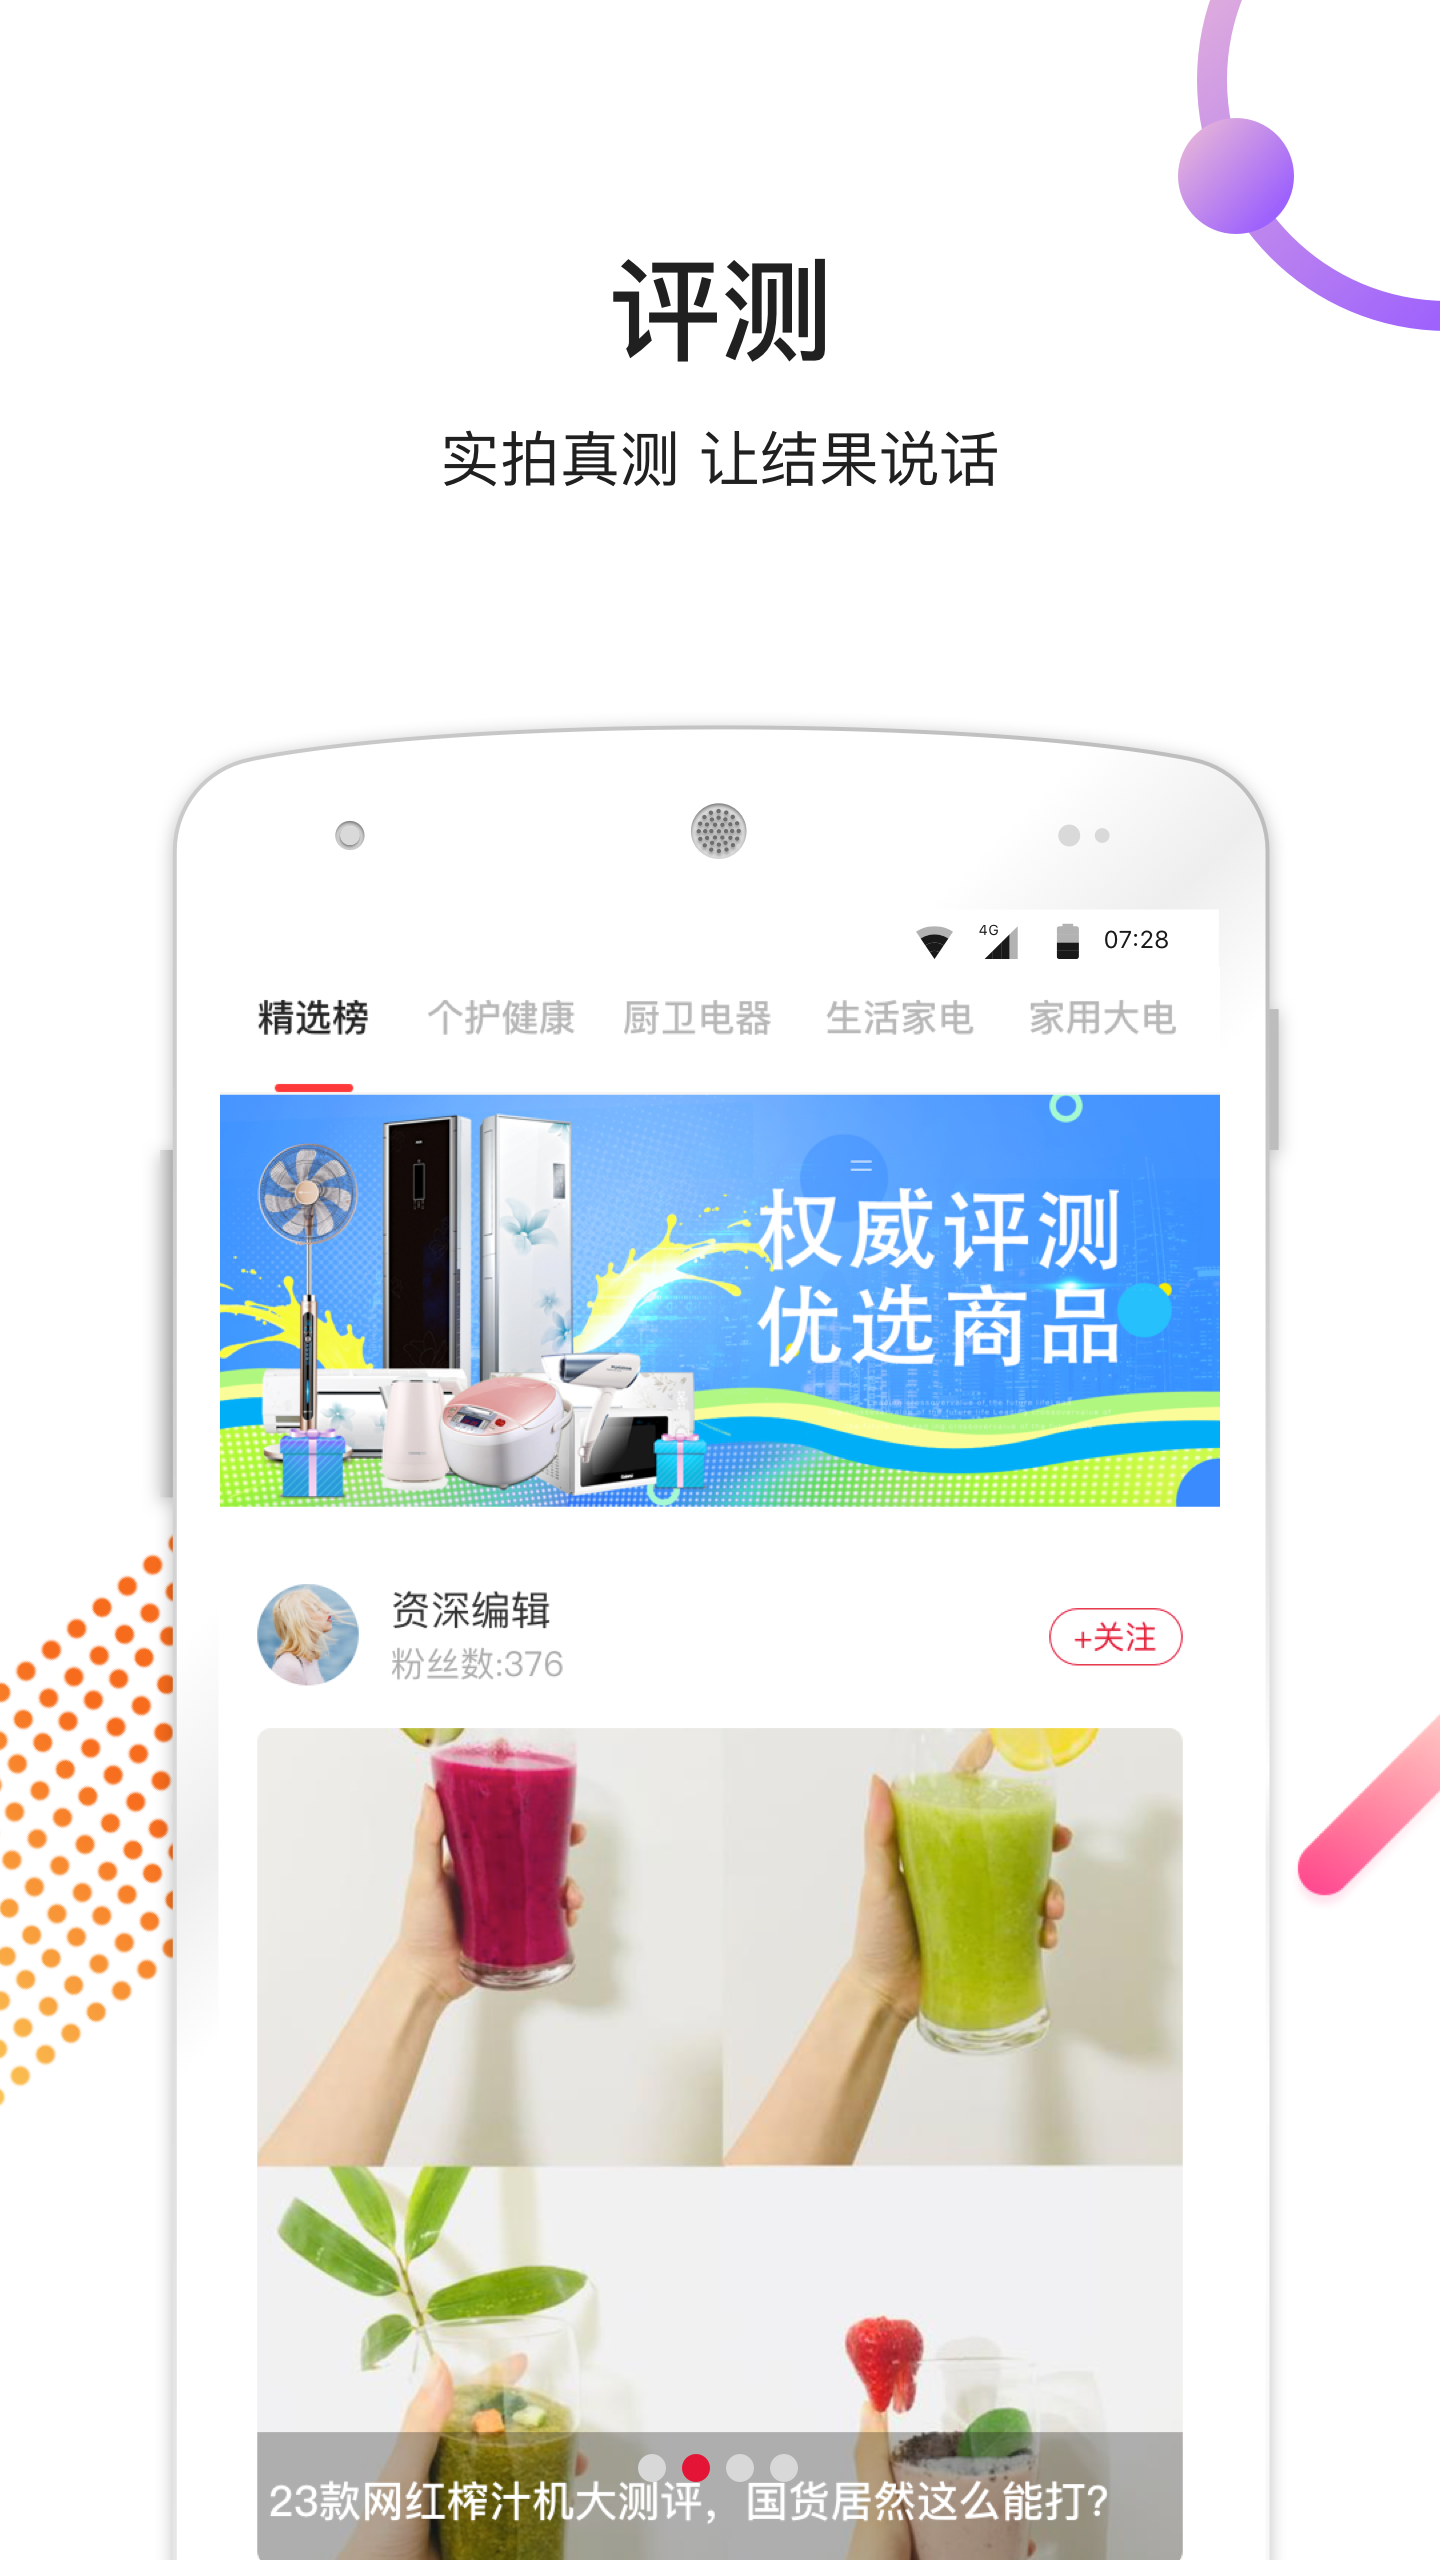 评测
实拍真测 让结果说话
4G 07:28
精选榜 个护健康 厨卫电器 生活家电 家用大电
权威评测
优选商品
资深编辑
粉丝数:376
+关注
23款网红榨汁机大测评，国货居然这么能打?